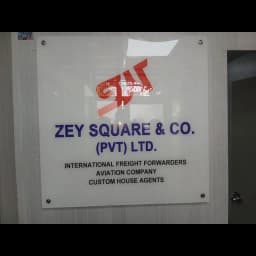 ZEY SQUARE & CO.
(PVT) LTD.
INTERNATIONAL FREIGHT FORWARDERS
AVIATION COMPANY
CUSTOM HOUSE AGENTS